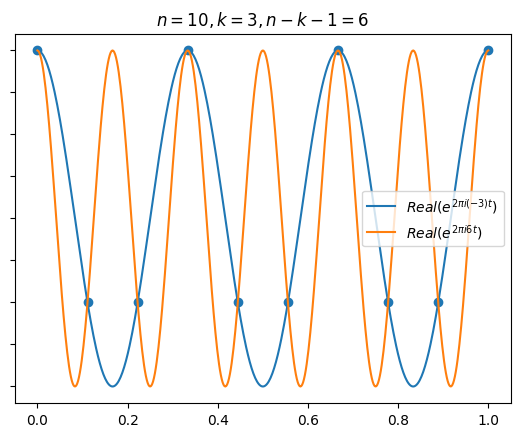 n = 10, k = 3, n − k − 1 = 6
Real(e^{2πi(−3)t})
Real(e^{2πi6t})
0.0 0.2 0.4 0.6 0.8 1.0